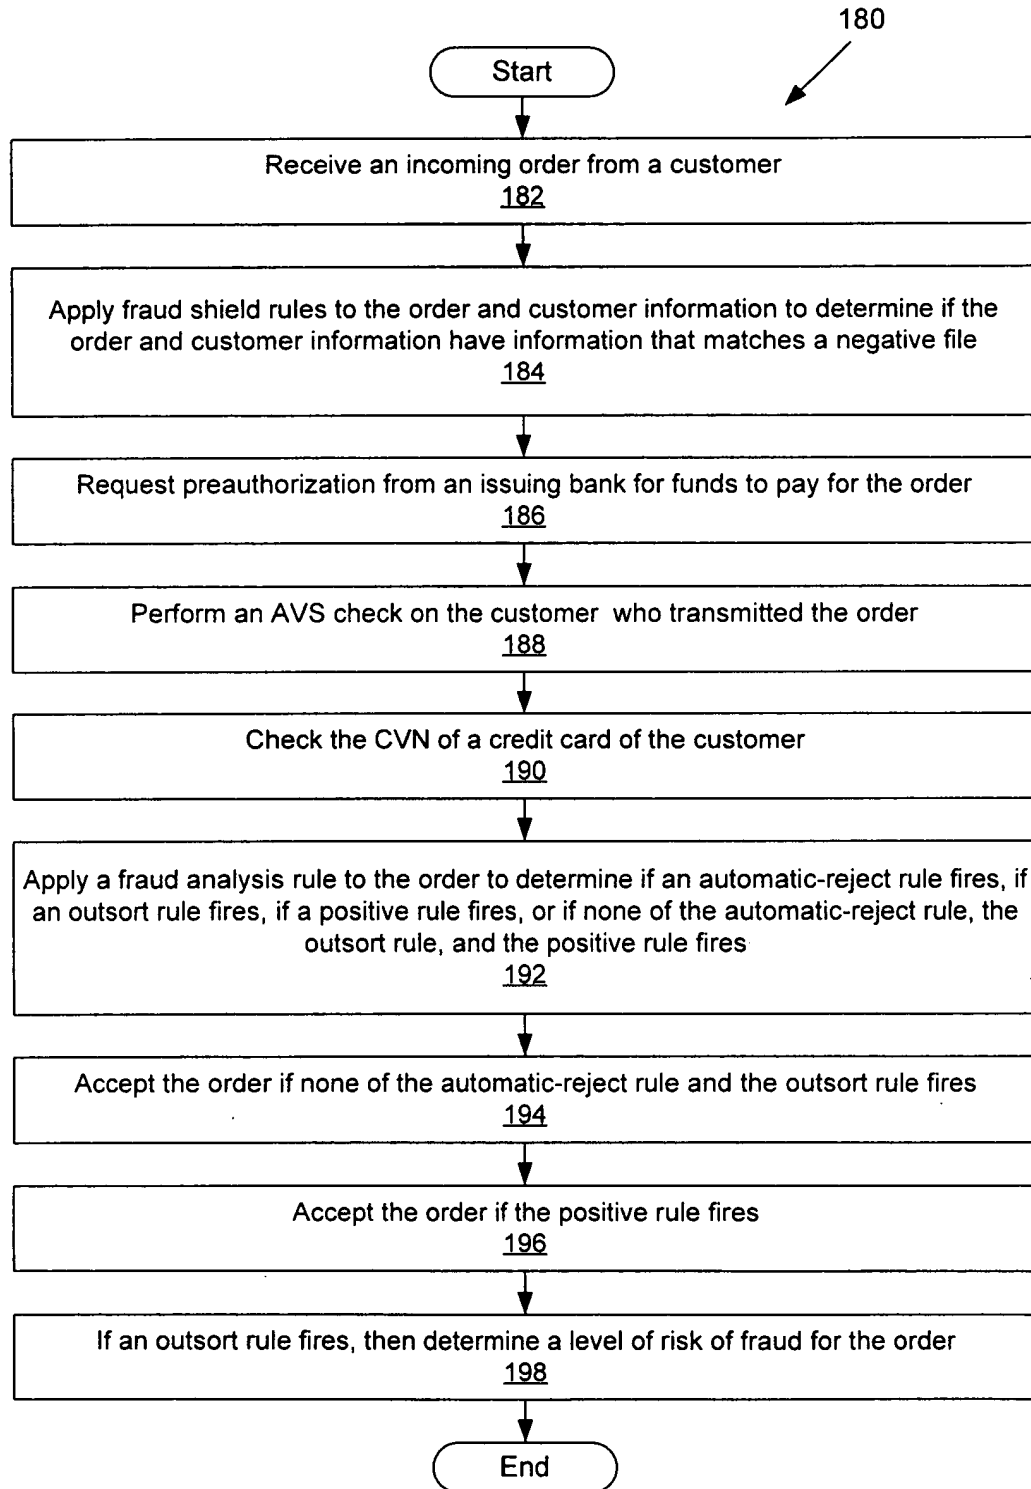 180
Start
Receive an incoming order from a customer
182
Apply fraud shield rules to the order and customer information to determine if the
order and customer information have information that matches a negative file
184
Request preauthorization from an issuing bank for funds to pay for the order
186
Perform an AVS check on the customer who transmitted the order
188
Check the CVN of a credit card of the customer
190
Apply a fraud analysis rule to the order to determine if an automatic-reject rule fires, if
an outsort rule fires, if a positive rule fires, or if none of the automatic-reject rule, the
outsort rule, and the positive rule fires
192
Accept the order if none of the automatic-reject rule and the outsort rule fires
194
Accept the order if the positive rule fires
196
If an outsort rule fires, then determine a level of risk of fraud for the order
198
End